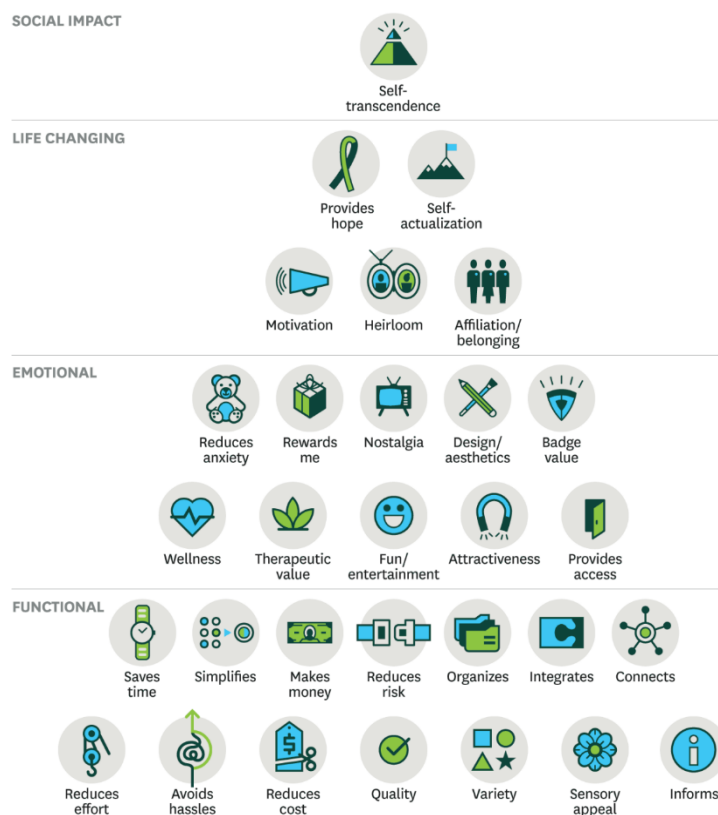 SOCIAL IMPACT
Self-
transcendence
LIFE CHANGING
Provides
hope
Self-
actualization
Motivation
Heirloom
Affiliation/
belonging
EMOTIONAL
Reduces
anxiety
Rewards
me
Nostalgia
Design/
aesthetics
Badge
value
Wellness
Therapeutic
value
Fun/
entertainment
Attractiveness
Provides
access
FUNCTIONAL
Saves
time
Simplifies
Makes
money
Reduces
risk
Organizes
Integrates
Connects
Reduces
effort
Avoids
hassles
$
Reduces
cost
Quality
Variety
Sensory
appeal
i
Informs